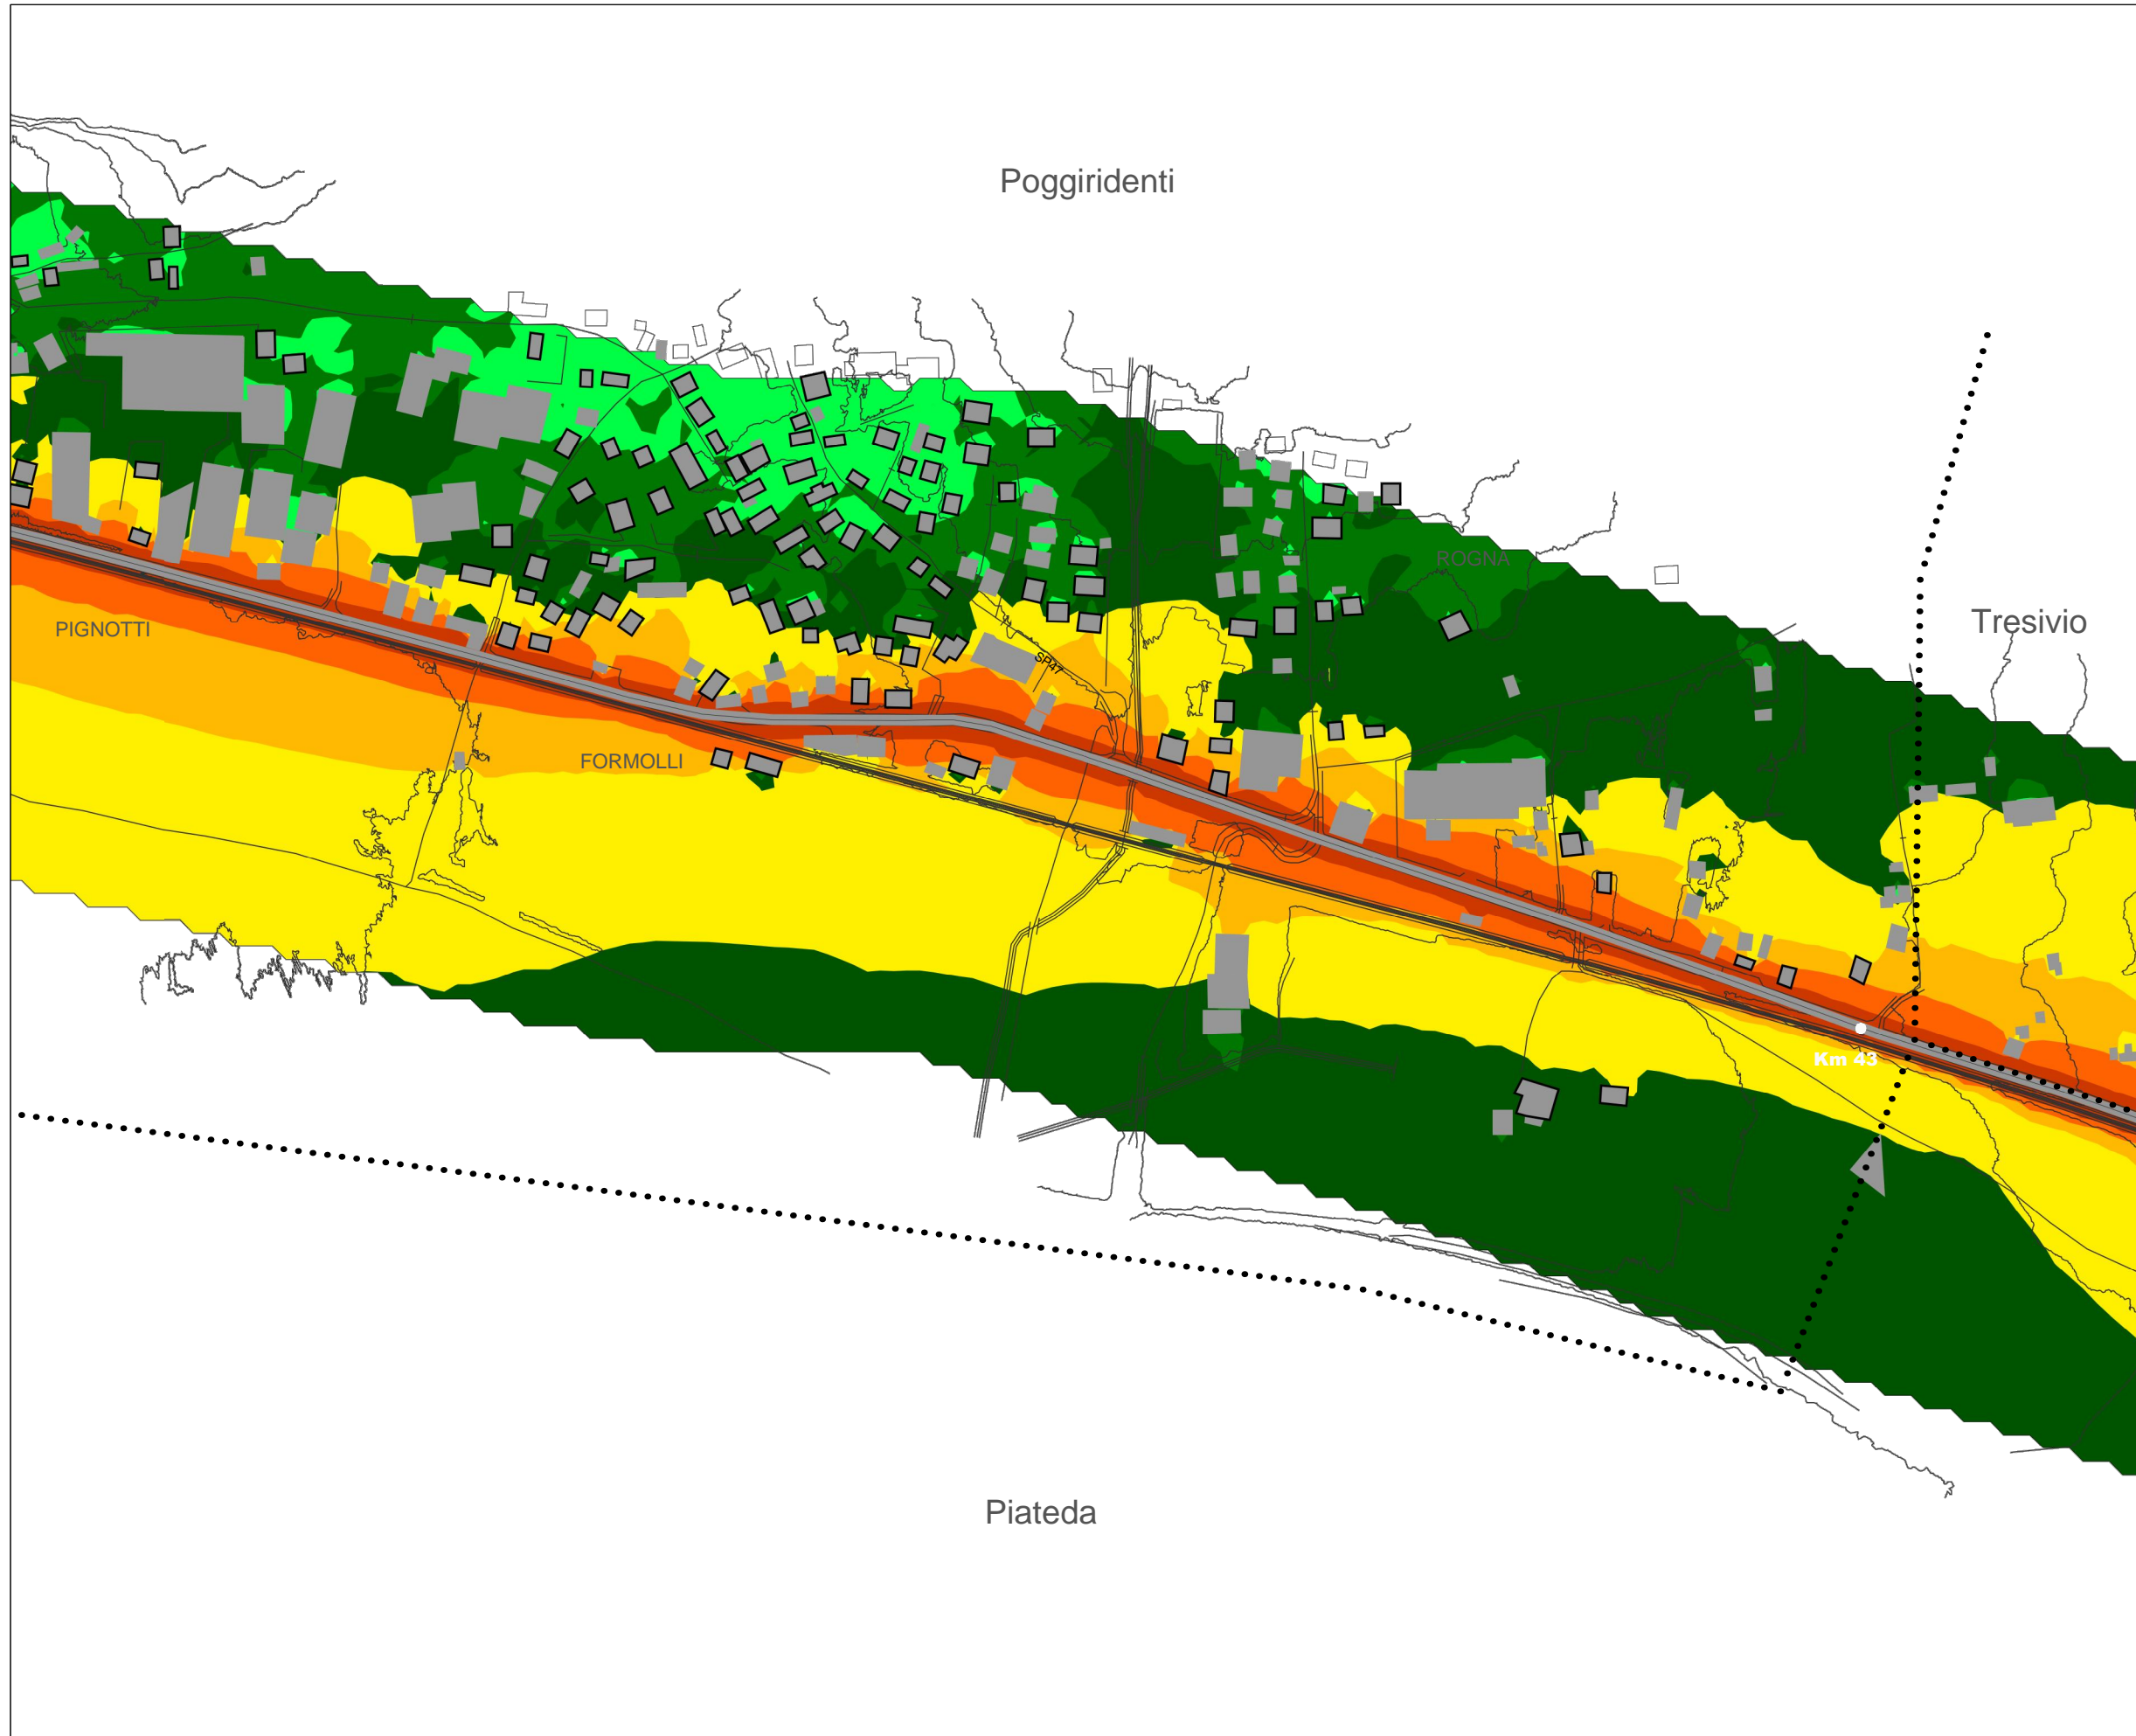 Poggiridenti
ROGNA
Tresivio
PIGNOTTI
SP47
FORMOLLI
Km 43
Piateda